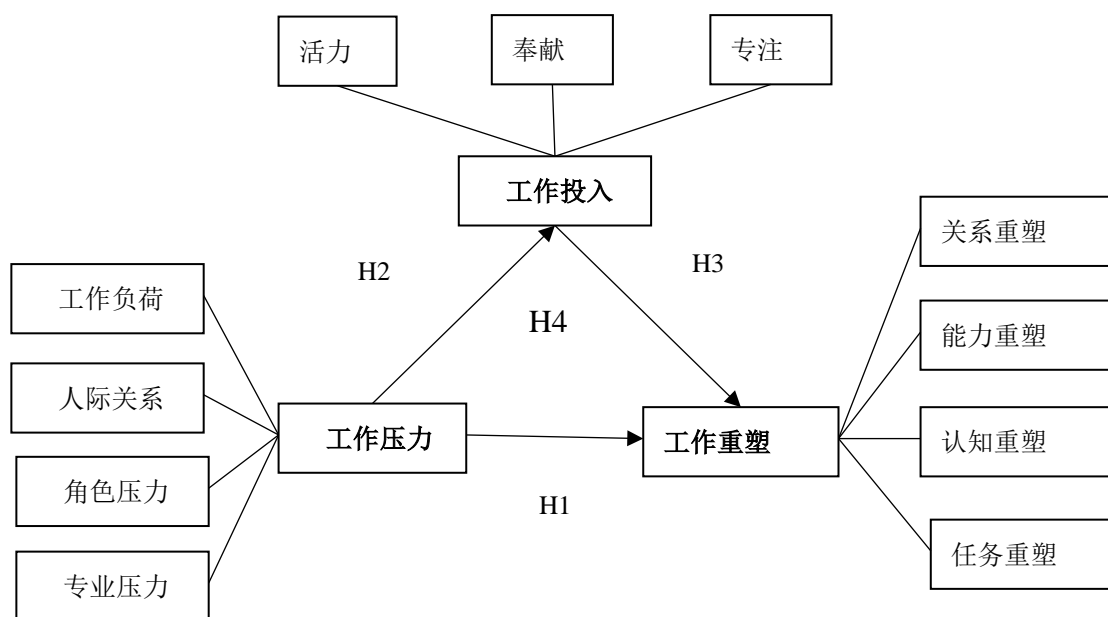 活力
奉献
专注
工作投入
关系重塑
H2
H3
工作负荷
H4
能力重塑
人际关系
工作压力
工作重塑
认知重塑
角色压力
H1
任务重塑
专业压力